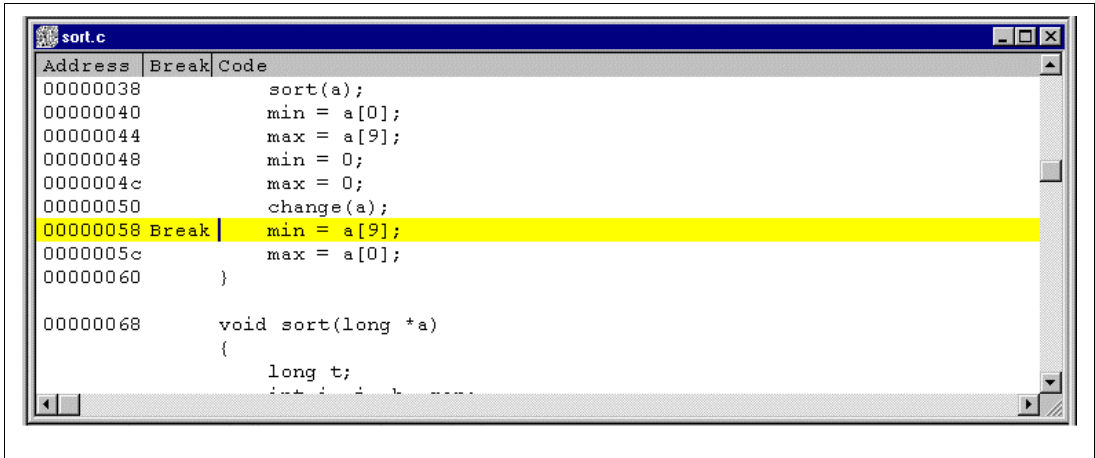 sort.c
Address Break Code
00000038 sort(a);
00000040 min = a[0];
00000044 max = a[9];
00000048 min = 0;
0000004c max = 0;
00000050 change(a);
00000058 Break min = a[9];
0000005c max = a[0];
00000060 }
00000068 void sort(long *a)
{
long t;